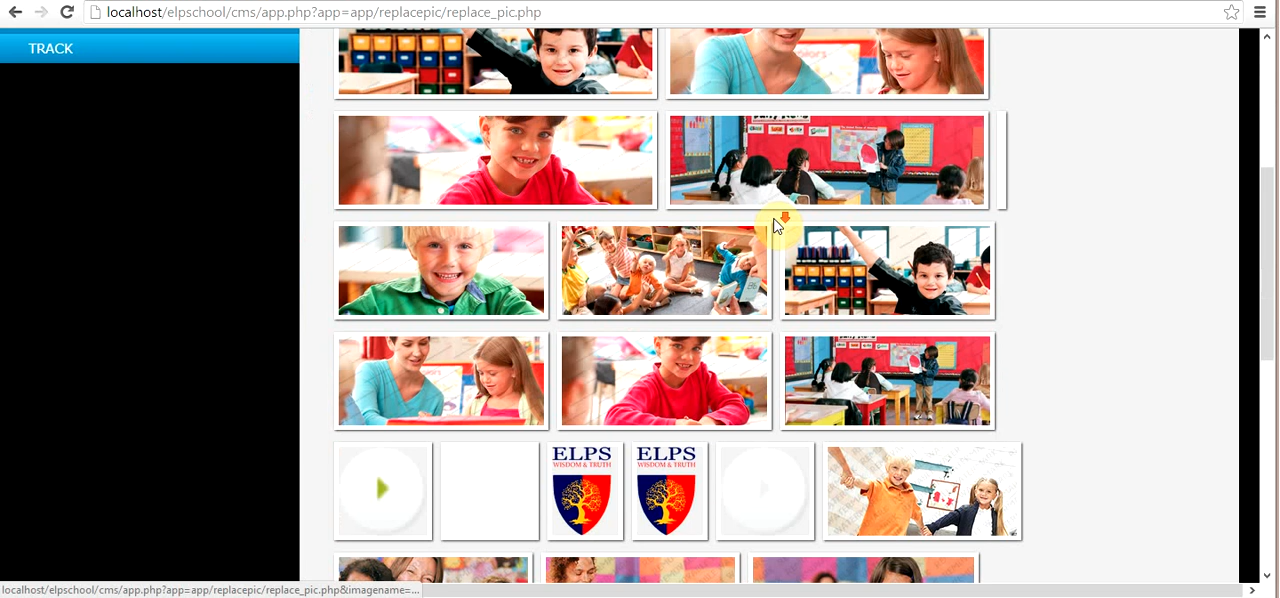 localhost/elpschool/cms/app.php?app=app/replacepic/replace_pic.php
TRACK
ELPS
WISDOM & TRUTH
ELPS
WISDOM & TRUTH
localhost/elpschool/cms/app.php?app=app/replacepic/replace_pic.php&imagename=...